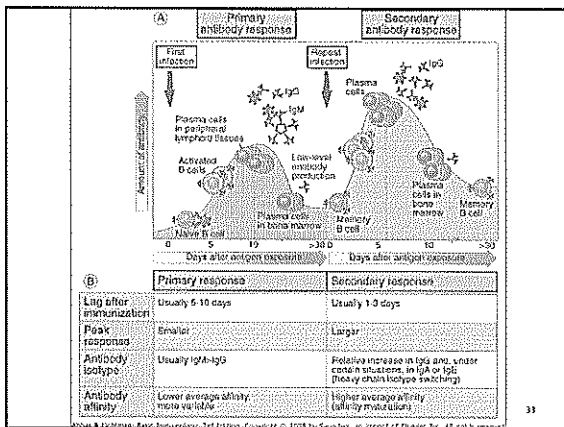 A
Primary
antibody response
Secondary
antibody response
First
infection
Repeat
infection
IgG
IgM
Plasma
cells
IgG
Plasma cells
in peripheral
lymphoid tissues
Activated
B cells
Low-level
antibody
production
Amount of antibody
Naive B cell
Plasma cells
in bone marrow
Memory
B cell
Plasma
cells in
bone
marrow
Memory
B cell
0 5 10 >30 0 5 10 >30
Days after antigen exposure
Days after antigen exposure
B
Primary response
Secondary response
Lag after
immunization
Usually 5-10 days
Usually 1-3 days
Peak
response
Smaller
Larger
Antibody
isotype
Usually IgM>IgG
Relative increase in IgG and, under
certain situations, in IgA or IgE
(heavy chain isotype switching)
Antibody
affinity
Lower average affinity,
more variable
Higher average affinity
(affinity maturation)
33